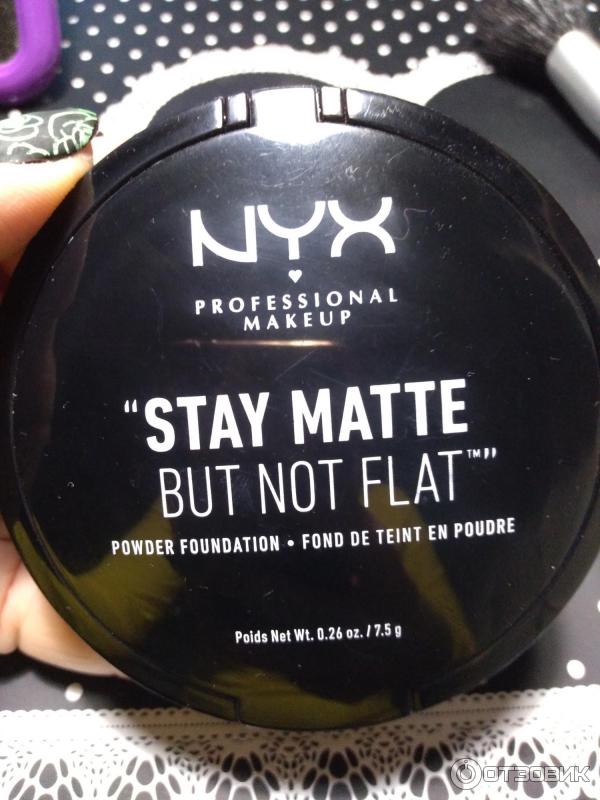 NYX
PROFESSIONAL
MAKEUP
“STAY MATTE
BUT NOT FLAT™”
POWDER FOUNDATION • FOND DE TEINT EN POUDRE
Poids Net Wt. 0.26 oz. / 7.5 g
ОТЗОВИК